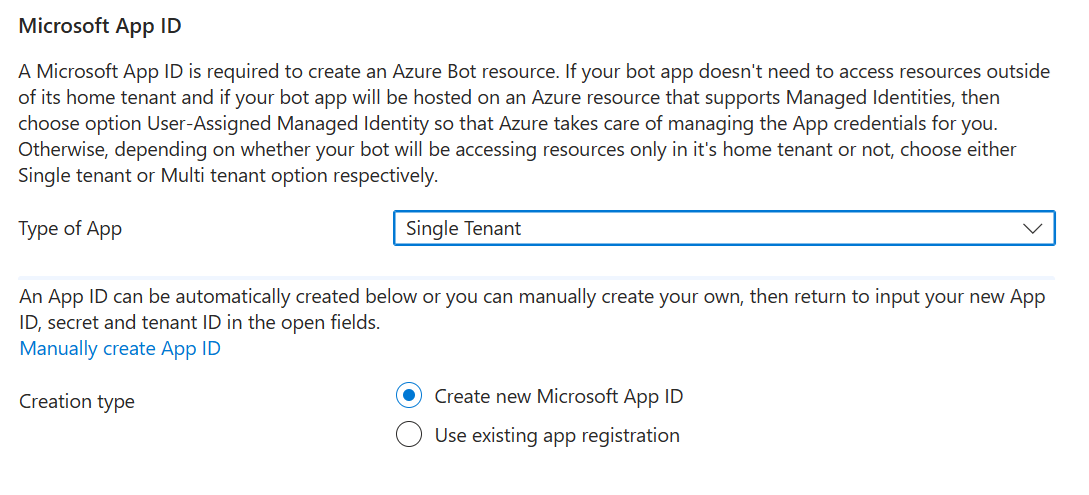 Microsoft App ID
A Microsoft App ID is required to create an Azure Bot resource. If your bot app doesn't need to access resources outside
of its home tenant and if your bot app will be hosted on an Azure resource that supports Managed Identities, then
choose option User-Assigned Managed Identity so that Azure takes care of managing the App credentials for you.
Otherwise, depending on whether your bot will be accessing resources only in it's home tenant or not, choose either
Single tenant or Multi tenant option respectively.
Type of App
Single Tenant
An App ID can be automatically created below or you can manually create your own, then return to input your new App
ID, secret and tenant ID in the open fields.
Manually create App ID
Creation type
Create new Microsoft App ID
Use existing app registration